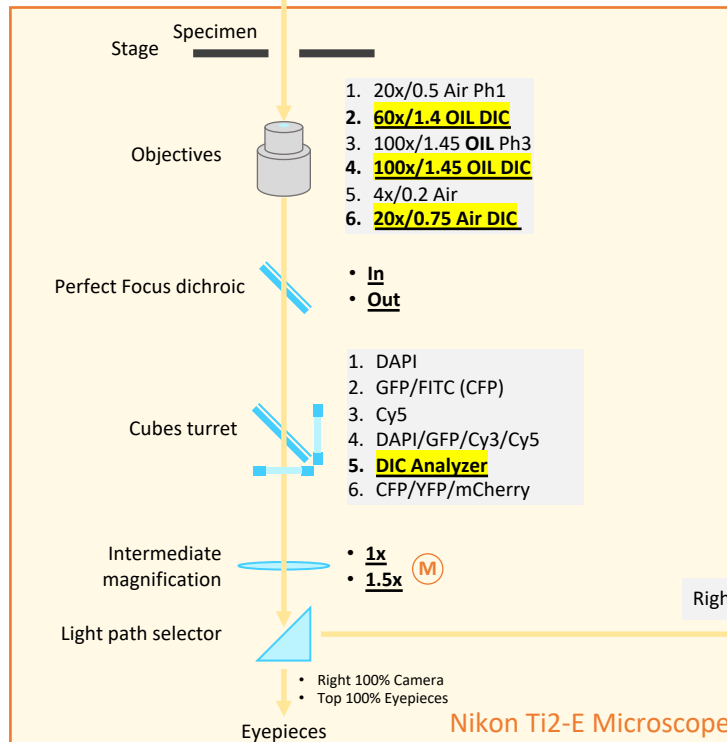 Specimen
Stage
Objectives
1. 20x/0.5 Air Ph1
2. 60x/1.4 OIL DIC
3. 100x/1.45 OIL Ph3
4. 100x/1.45 OIL DIC
5. 4x/0.2 Air
6. 20x/0.75 Air DIC
Perfect Focus dichroic
• In
• Out
Cubes turret
1. DAPI
2. GFP/FITC (CFP)
3. Cy5
4. DAPI/GFP/Cy3/Cy5
5. DIC Analyzer
6. CFP/YFP/mCherry
Intermediate
magnification
• 1x
• 1.5x
M
Light path selector
Righ
• Right 100% Camera
• Top 100% Eyepieces
Eyepieces
Nikon Ti2-E Microscope